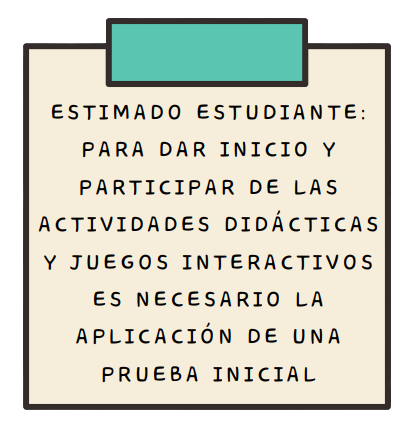 ESTIMADO ESTUDIANTE:
PARA DAR INICIO Y
PARTICIPAR DE LAS
ACTIVIDADES DIDÁCTICAS
Y JUEGOS INTERACTIVOS
ES NECESARIO LA
APLICACIÓN DE UNA
PRUEBA INICIAL